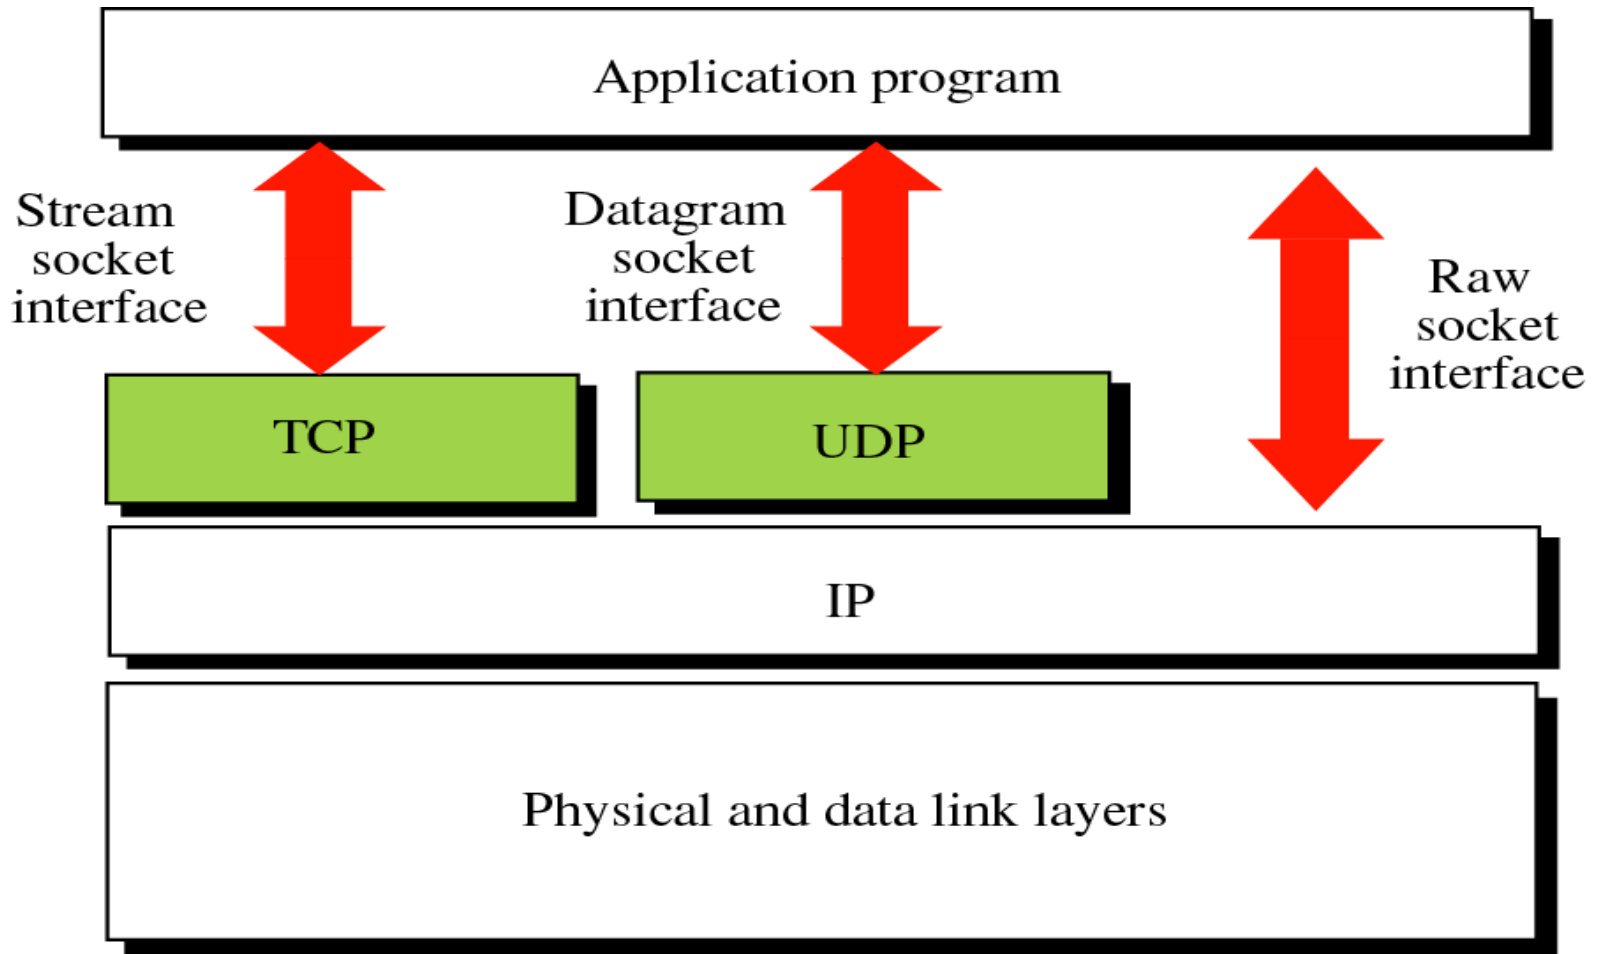 Application program
Stream
socket
interface
Datagram
socket
interface
Raw
socket
interface
TCP
UDP
IP
Physical and data link layers